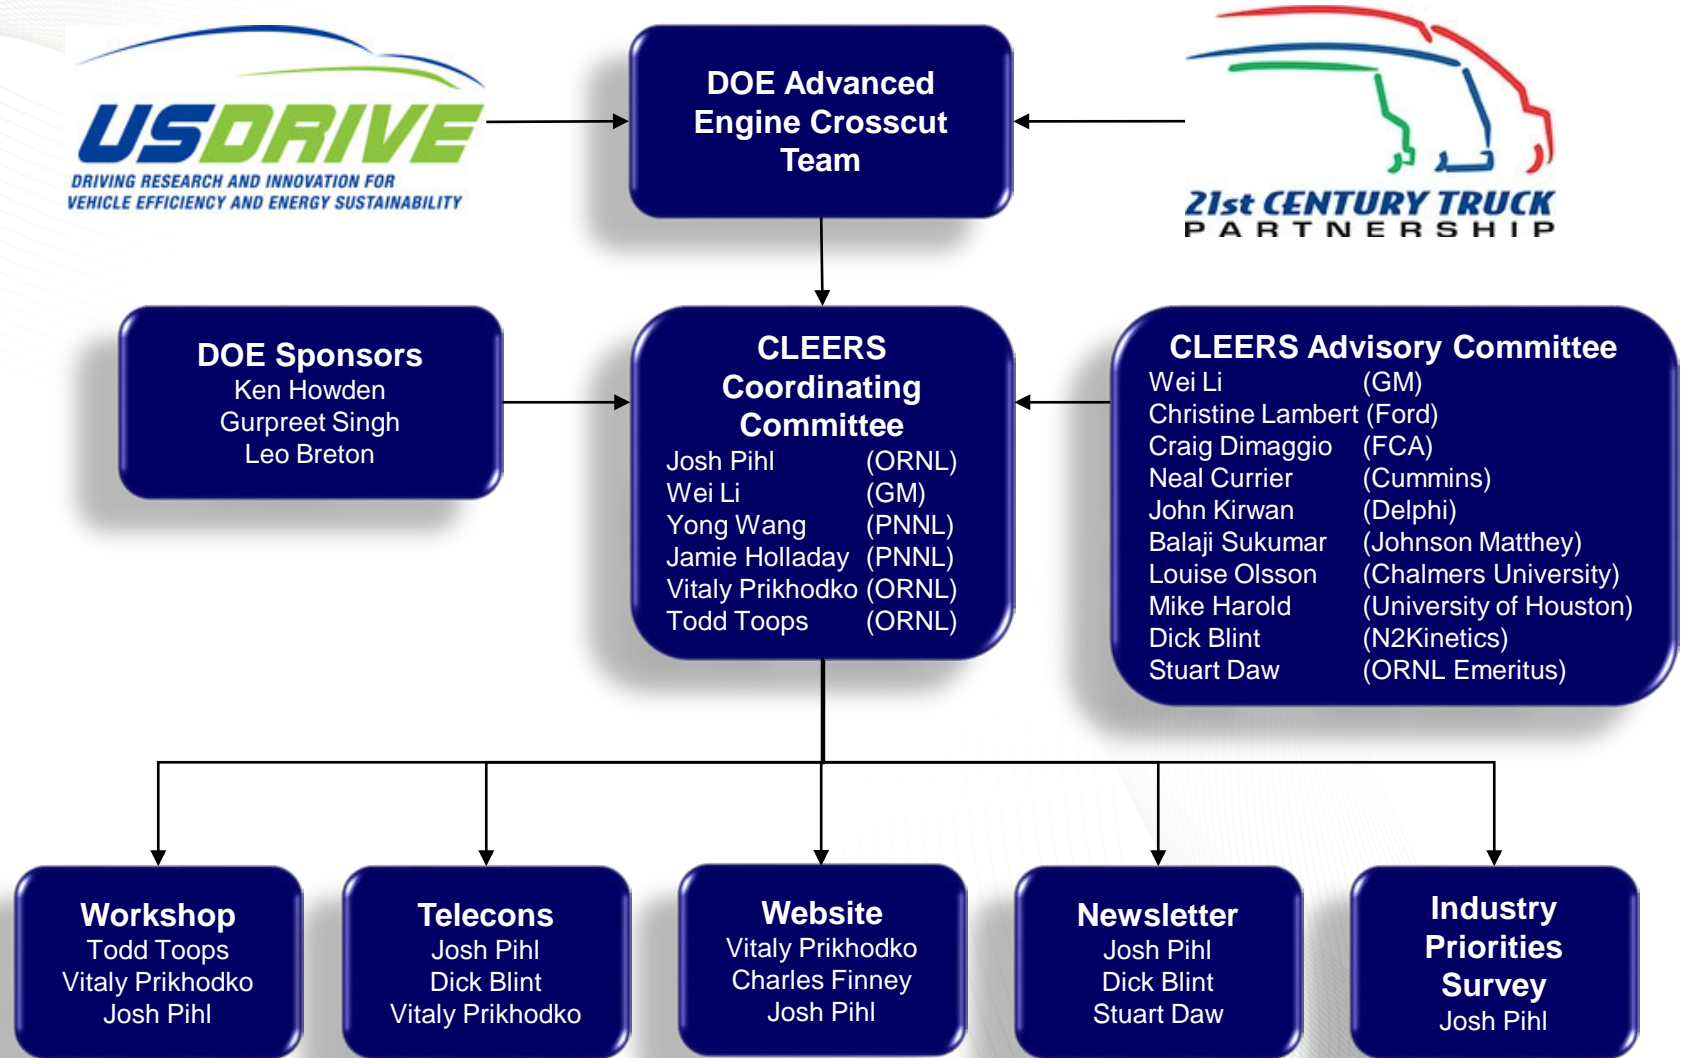 USDRIVE
DRIVING RESEARCH AND INNOVATION FOR
VEHICLE EFFICIENCY AND ENERGY SUSTAINABILITY
DOE Advanced
Engine Crosscut
Team
21st CENTURY TRUCK
PARTNERSHIP
DOE Sponsors
Ken Howden
Gurpreet Singh
Leo Breton
CLEERS
Coordinating
Committee
Josh Pihl (ORNL)
Wei Li (GM)
Yong Wang (PNNL)
Jamie Holladay (PNNL)
Vitaly Prikhodko (ORNL)
Todd Toops (ORNL)
CLEERS Advisory Committee
Wei Li (GM)
Christine Lambert (Ford)
Craig Dimaggio (FCA)
Neal Currier (Cummins)
John Kirwan (Delphi)
Balaji Sukumar (Johnson Matthey)
Louise Olsson (Chalmers University)
Mike Harold (University of Houston)
Dick Blint (N2Kinetics)
Stuart Daw (ORNL Emeritus)
Workshop
Todd Toops
Vitaly Prikhodko
Josh Pihl
Telecons
Josh Pihl
Dick Blint
Vitaly Prikhodko
Website
Vitaly Prikhodko
Charles Finney
Josh Pihl
Newsletter
Josh Pihl
Dick Blint
Stuart Daw
Industry
Priorities
Survey
Josh Pihl